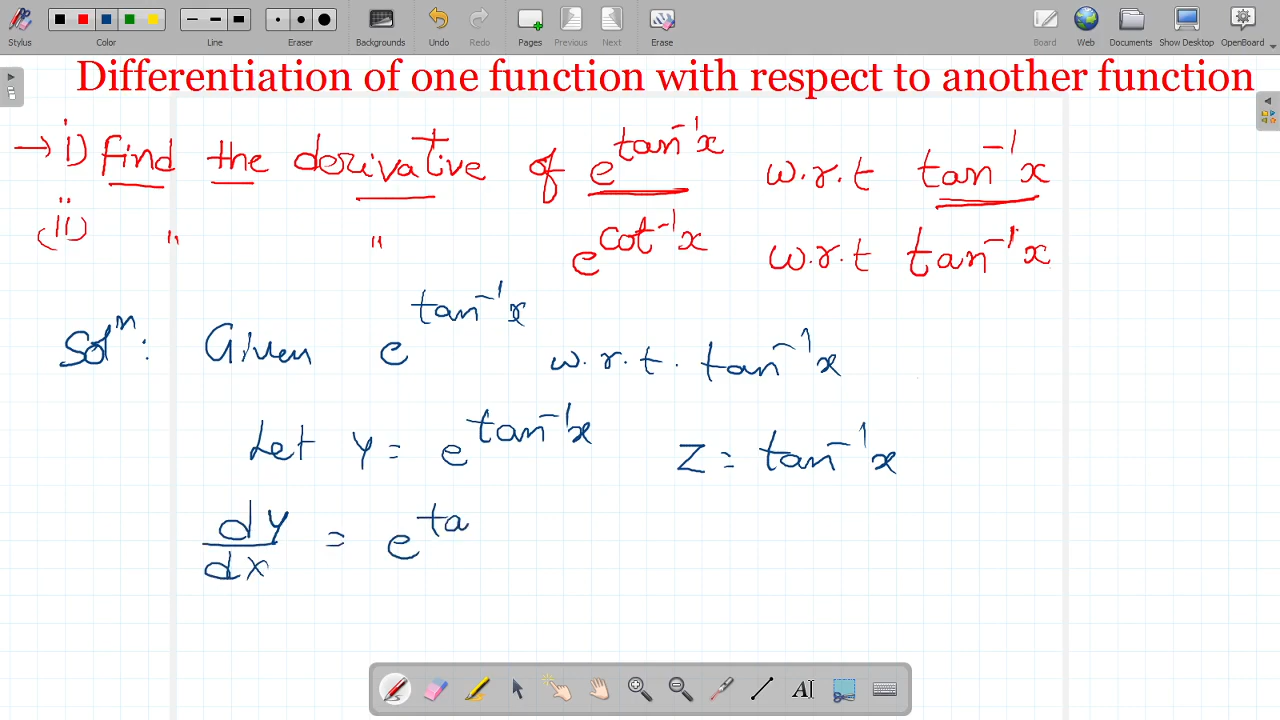 Stylus Color Line Eraser Backgrounds Undo Redo Pages Previous Next Erase Board Web Documents Show Desktop OpenBoard
Differentiation of one function with respect to another function
→ i) find the derivative of e^(tan⁻¹x) w.r.t tan⁻¹x
(ii) " " e^(cot⁻¹x) w.r.t tan⁻¹x
Solⁿ: Given e^(tan⁻¹x) w.r.t. tan⁻¹x
Let y = e^(tan⁻¹x) z = tan⁻¹x
dy/dx = e^(ta